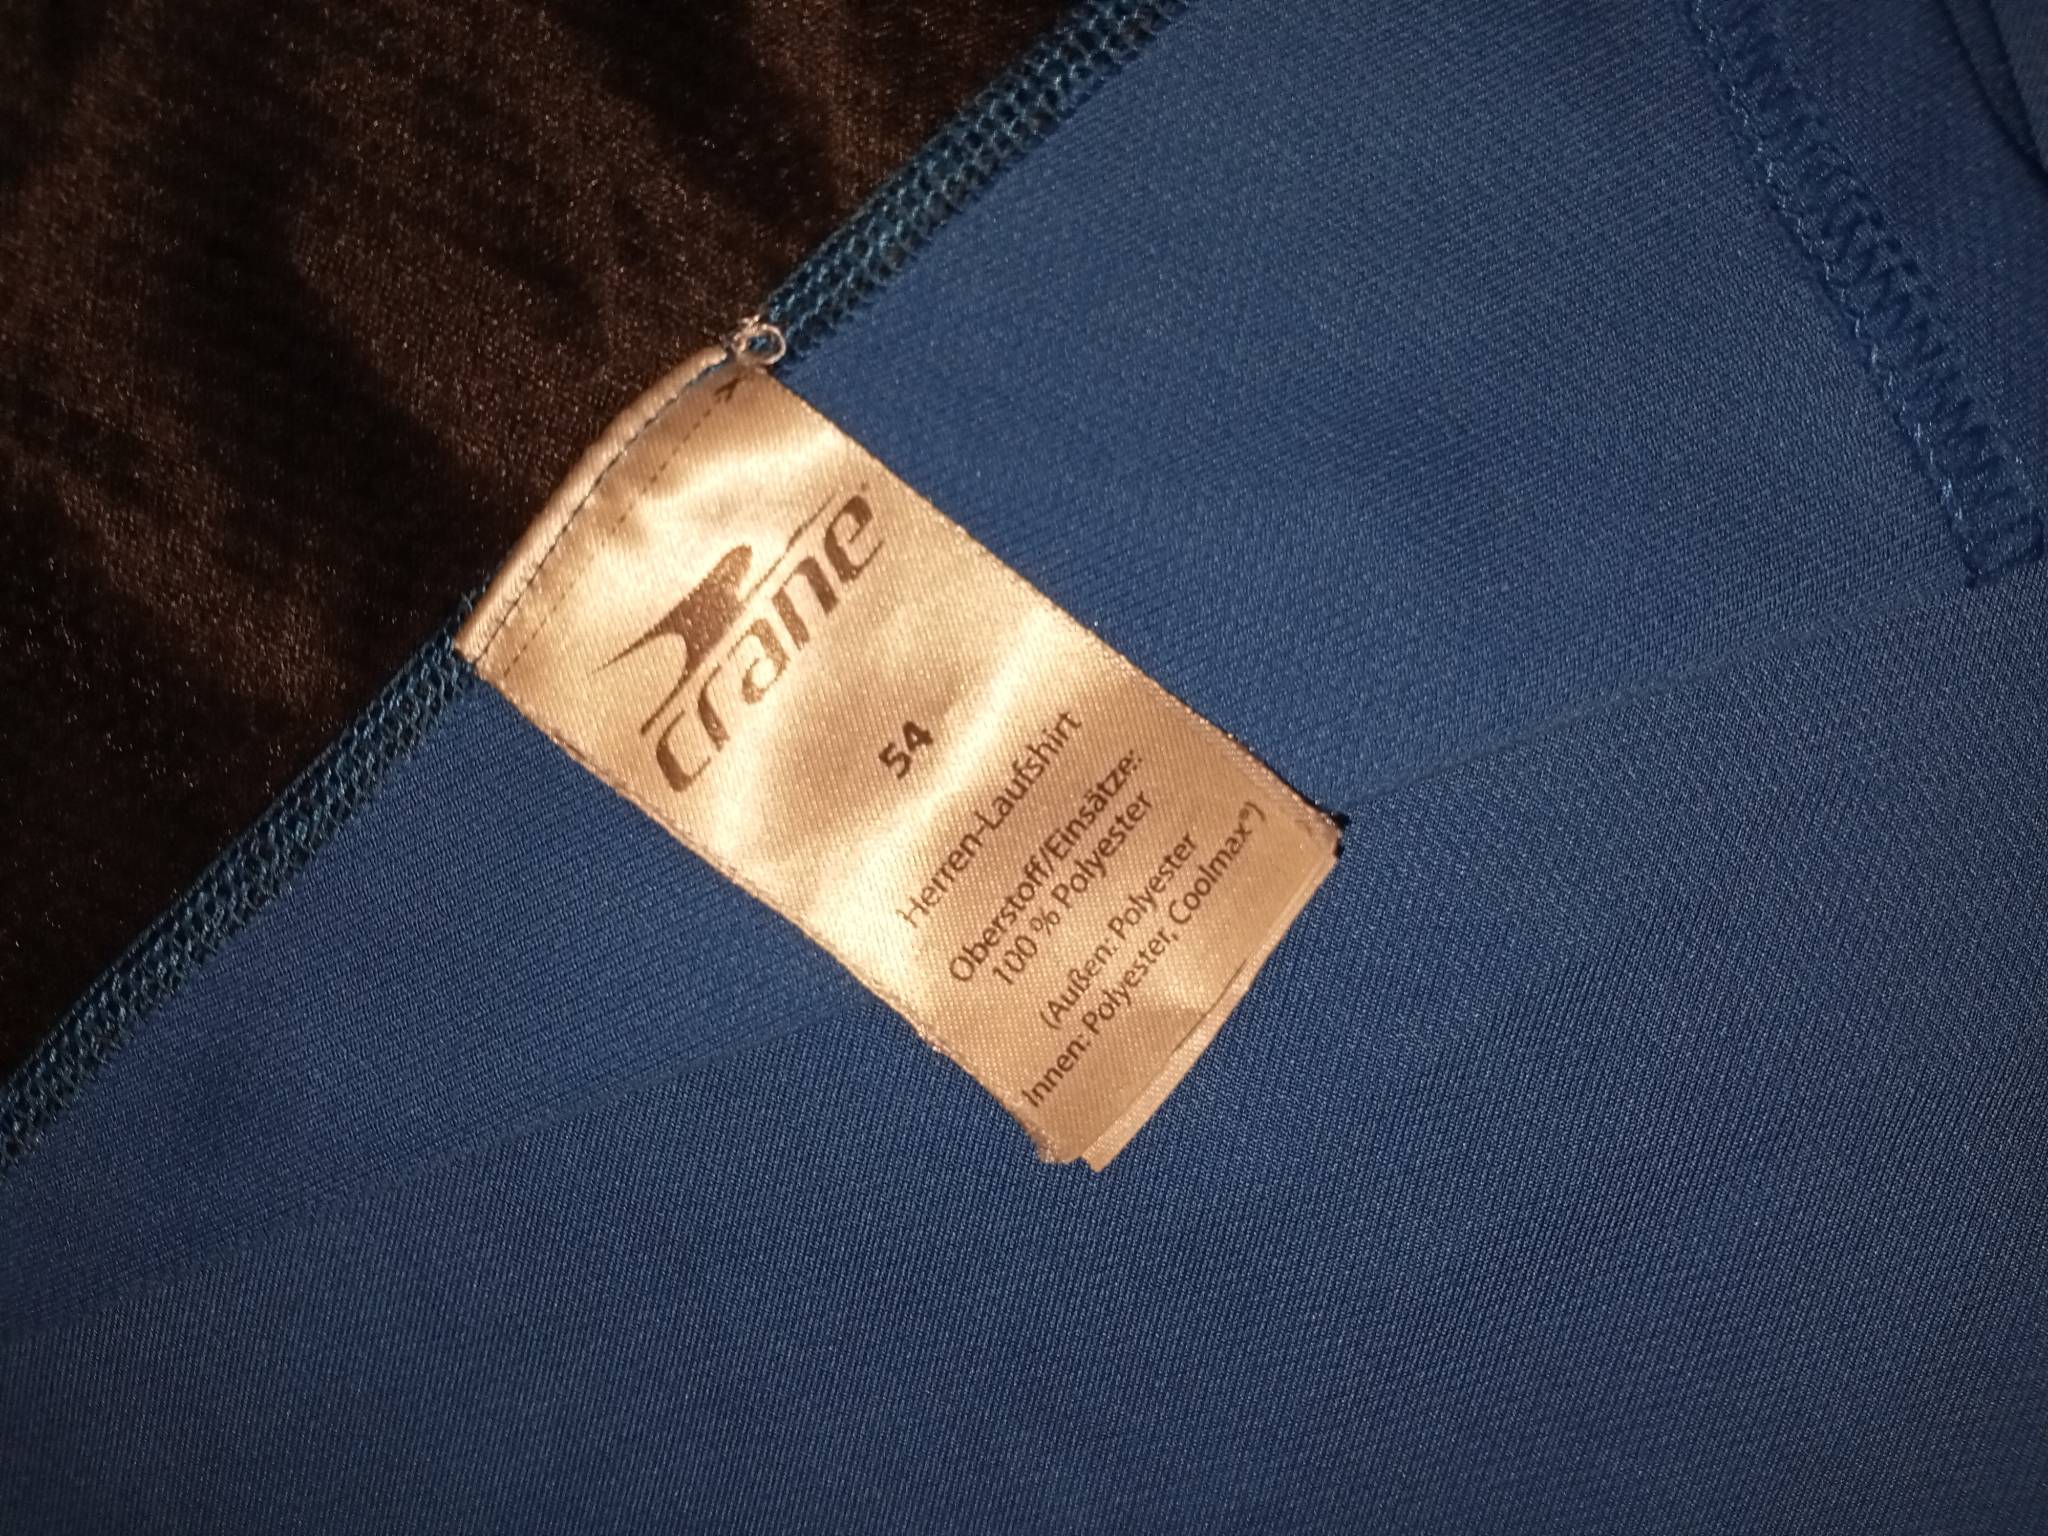 crane
54
Herren-Laufshirt
Oberstoff/Einsätze:
100 % Polyester
(Außen: Polyester
Innen: Polyester, Coolmax®)